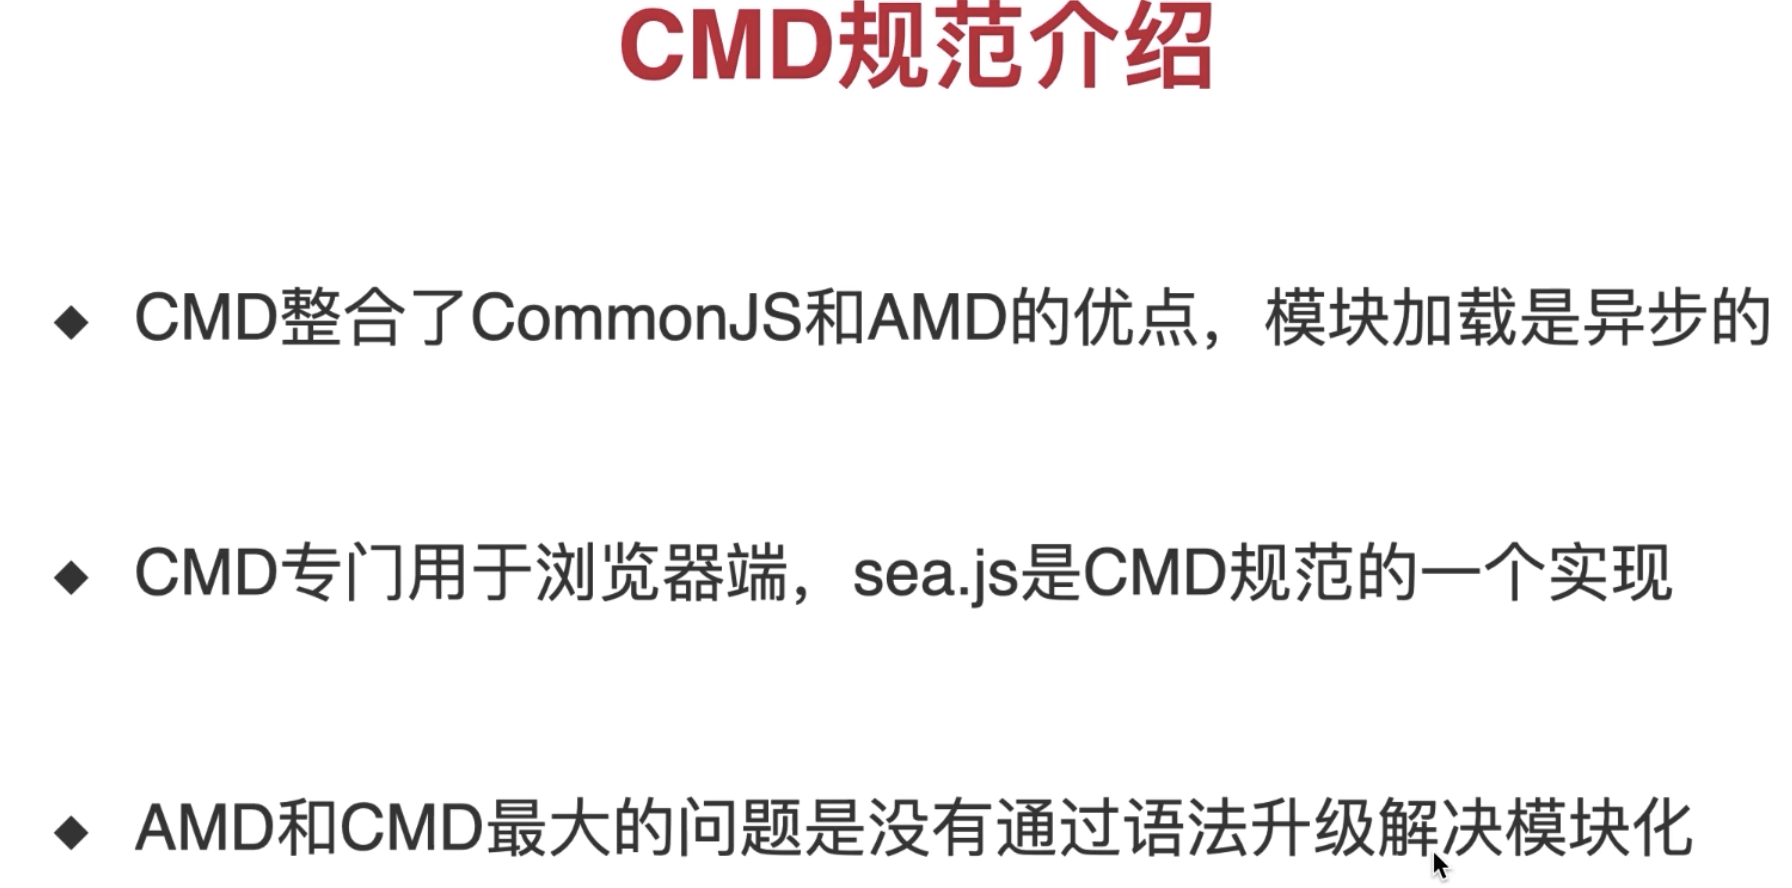 CMD规范介绍
◆ CMD整合了CommonJS和AMD的优点，模块加载是异步的
◆ CMD专门用于浏览器端，sea.js是CMD规范的一个实现
◆ AMD和CMD最大的问题是没有通过语法升级解决模块化